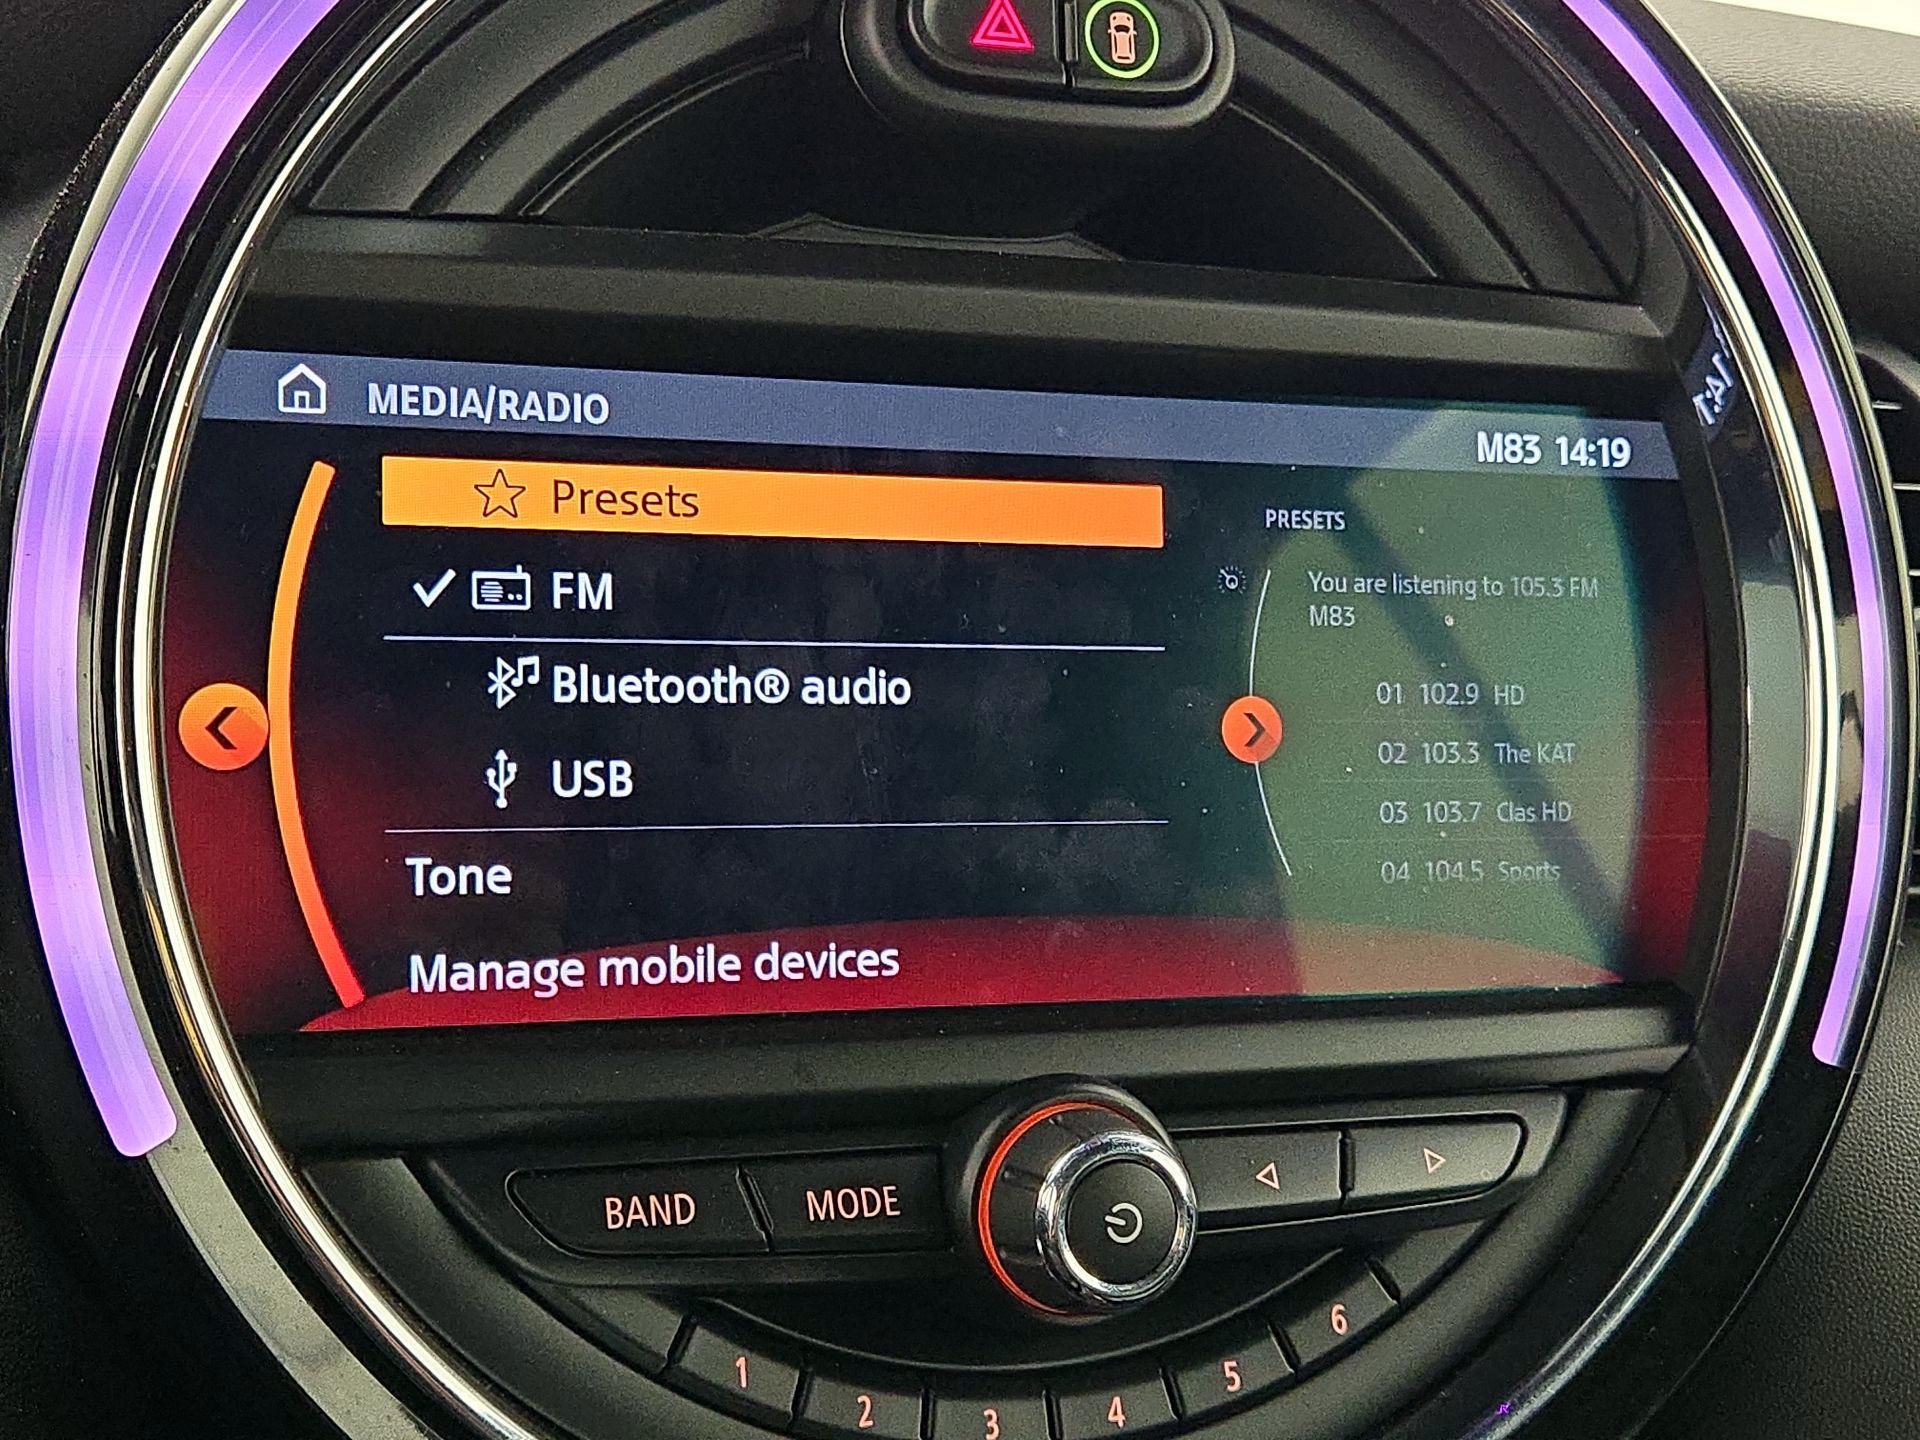 MEDIA/RADIO
M83 14:19
Presets
FM
Bluetooth® audio
USB
Tone
Manage mobile devices
PRESETS
You are listening to 105.3 FM
M83
01 102.9 HD
02 103.3 The KAT
03 103.7 Clas HD
04 104.5 Sports
BAND
MODE
1
2
3
4
5
6